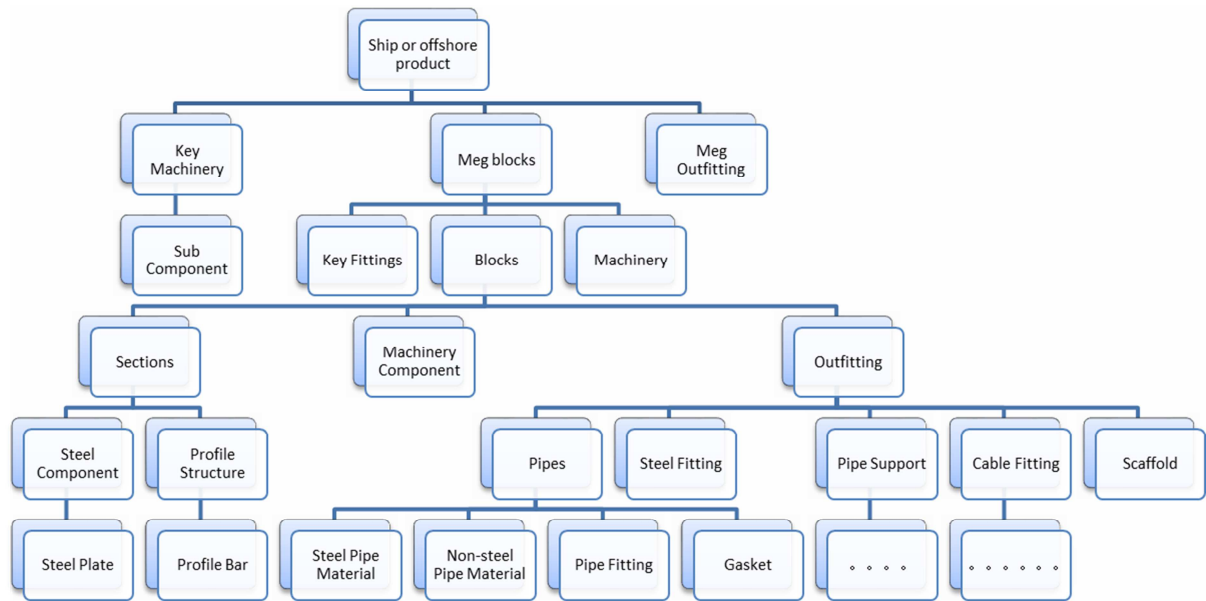 Ship or offshore
product
Key
Machinery
Meg blocks
Meg
Outfitting
Sub
Component
Key Fittings
Blocks
Machinery
Sections
Machinery
Component
Outfitting
Steel
Component
Profile
Structure
Pipes
Steel Fitting
Pipe Support
Cable Fitting
Scaffold
Steel Plate
Profile Bar
Steel Pipe
Material
Non-steel
Pipe Material
Pipe Fitting
Gasket
。。。。
。。。。。。